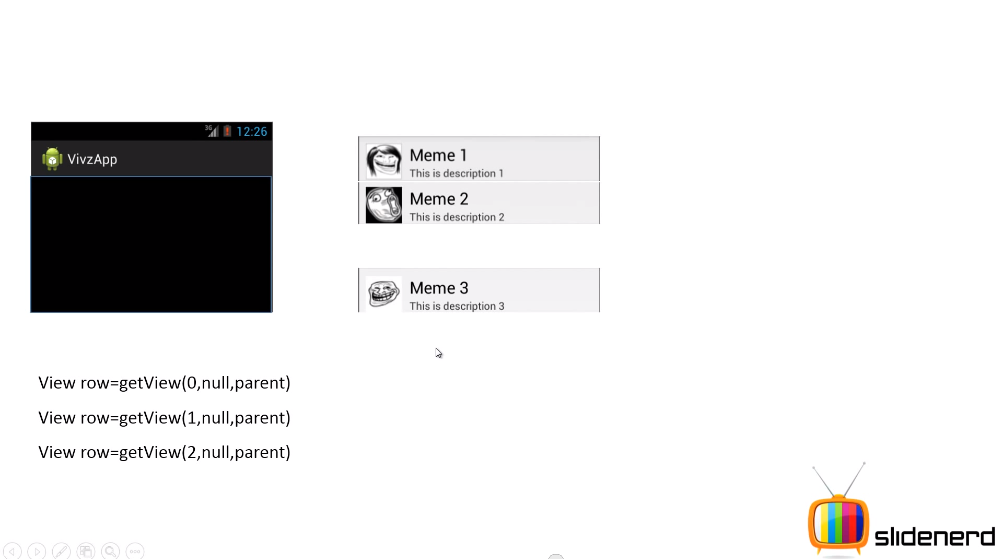 3G 12:26
VivzApp
Meme 1
This is description 1
Meme 2
This is description 2
Meme 3
This is description 3
View row=getView(0,null,parent)
View row=getView(1,null,parent)
View row=getView(2,null,parent)
slidenerd